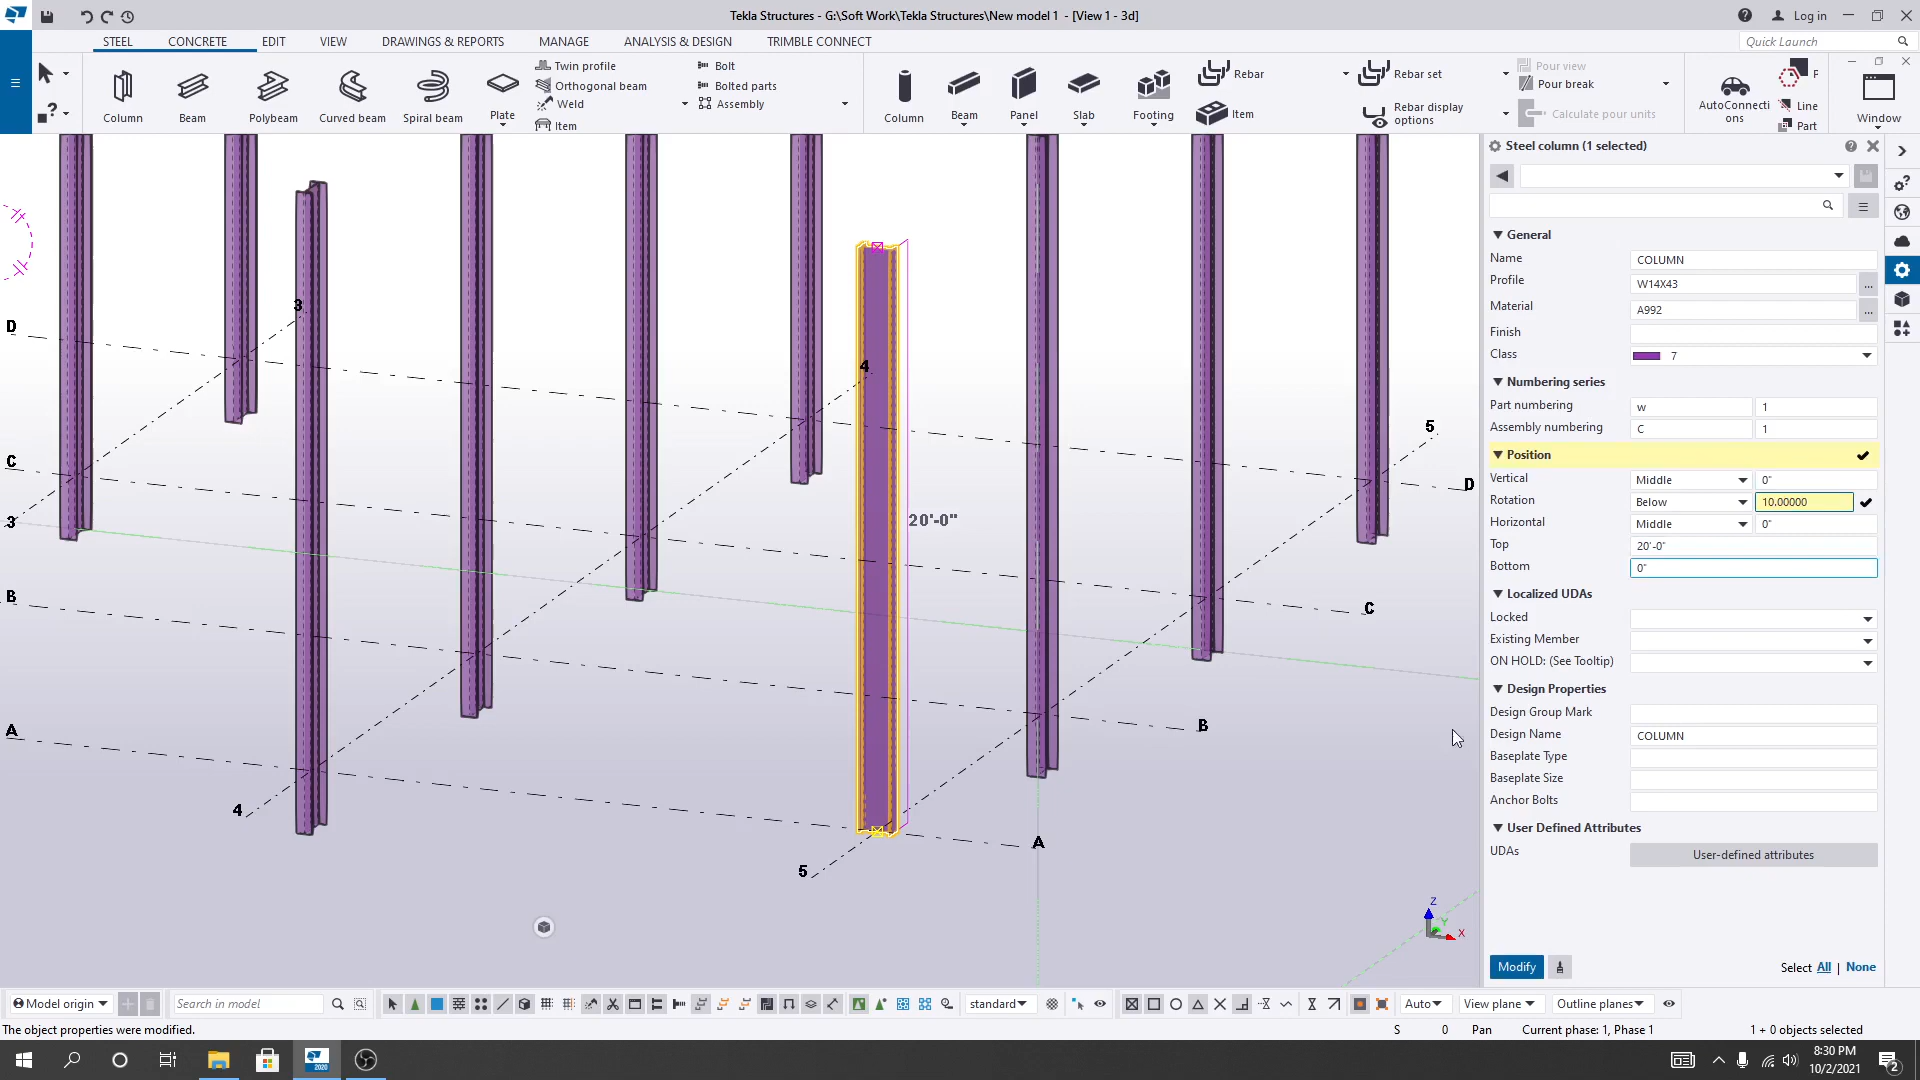 Tekla Structures - G:\Soft Work\Tekla Structures\New model 1 - [View 1 - 3d]
Log in
STEEL CONCRETE EDIT VIEW DRAWINGS & REPORTS MANAGE ANALYSIS & DESIGN TRIMBLE CONNECT
Quick Launch
Column
Beam
Polybeam
Curved beam
Spiral beam
Plate
Twin profile
Orthogonal beam
Weld
Item
Bolt
Bolted parts
Assembly
Column
Beam
Panel
Slab
Footing
Rebar
Item
Rebar set
Rebar display
options
Pour view
Pour break
Calculate pour units
AutoConnecti
ons
P
Line
Part
Window
3
D
4
5
C
D
3
20'-0"
B
C
A
B
4
A
5
Z
Y
X
Steel column (1 selected)
General
Name COLUMN
Profile W14X43 ...
Material A992 ...
Finish
Class 7
Numbering series
Part numbering w 1
Assembly numbering C 1
Position
Vertical Middle 0"
Rotation Below 10.00000
Horizontal Middle 0"
Top 20'-0"
Bottom 0"
Localized UDAs
Locked
Existing Member
ON HOLD: (See Tooltip)
Design Properties
Design Group Mark
Design Name COLUMN
Baseplate Type
Baseplate Size
Anchor Bolts
User Defined Attributes
UDAs User-defined attributes
Modify Select All | None
Model origin Search in model standard Auto View plane Outline planes
The object properties were modified. S 0 Pan Current phase: 1, Phase 1 1 + 0 objects selected
2020
8:30 PM
10/2/2021
2